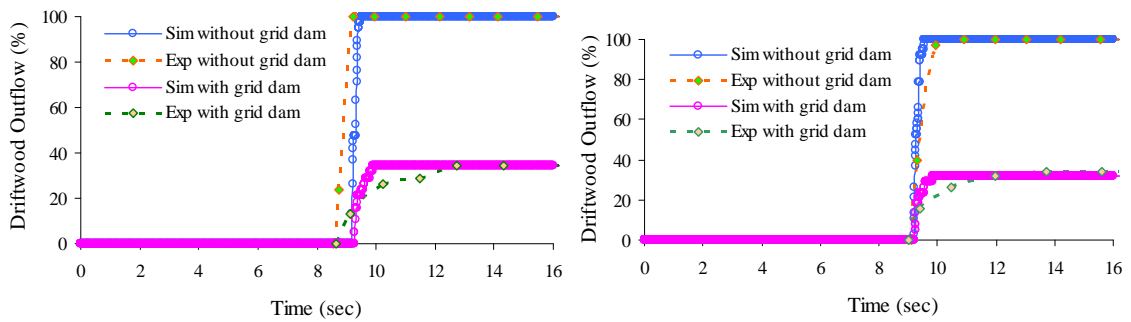 Driftwood Outflow (%)
100
80
60
40
20
0
Sim without grid dam
Exp without grid dam
Sim with grid dam
Exp with grid dam
0 2 4 6 8 10 12 14 16
Time (sec)
Driftwood Outflow (%)
100
80
60
40
20
0
Sim without grid dam
Exp without grid dam
Sim with grid dam
Exp with grid dam
0 2 4 6 8 10 12 14 16
Time (sec)